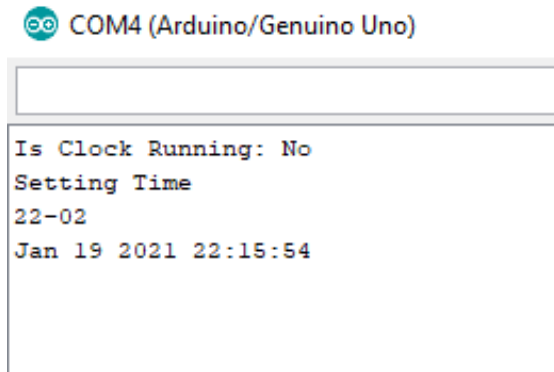 COM4 (Arduino/Genuino Uno)
Is Clock Running: No
Setting Time
22-02
Jan 19 2021 22:15:54